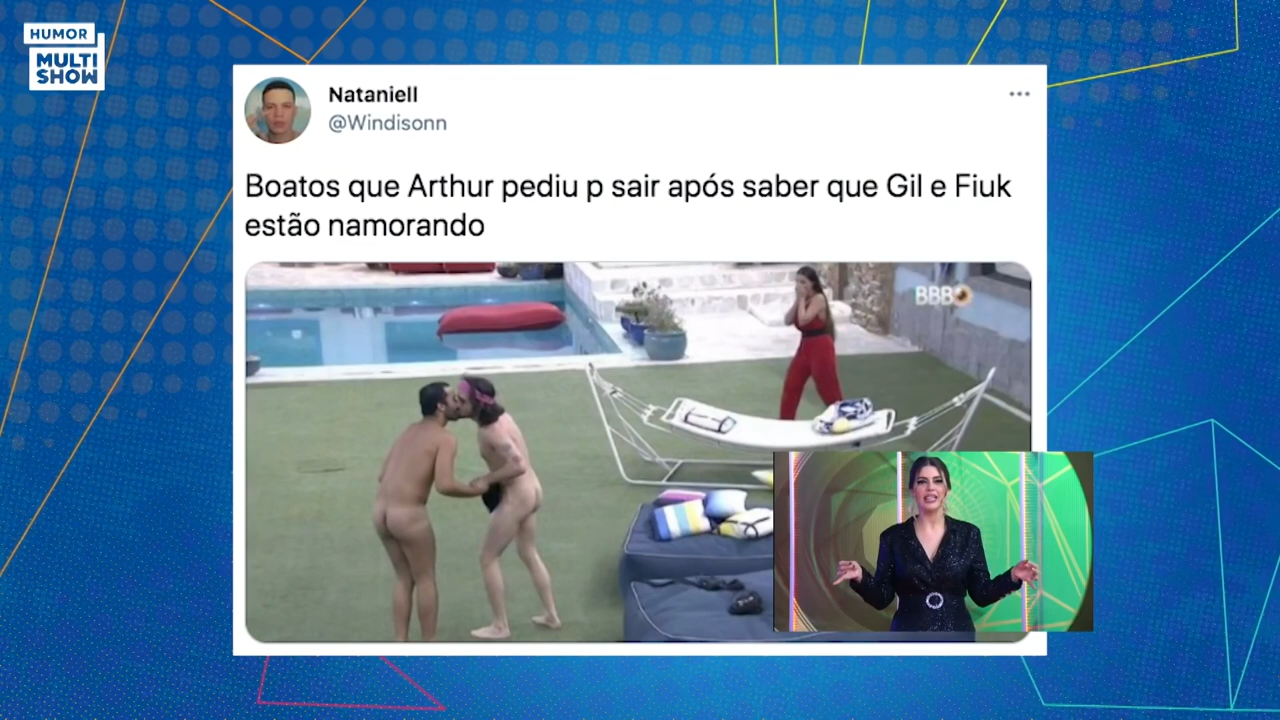 HUMOR
MULTI
SHOW
Nataniell
@Windisonn
Boatos que Arthur pediu p sair após saber que Gil e Fiuk
estão namorando
BBB